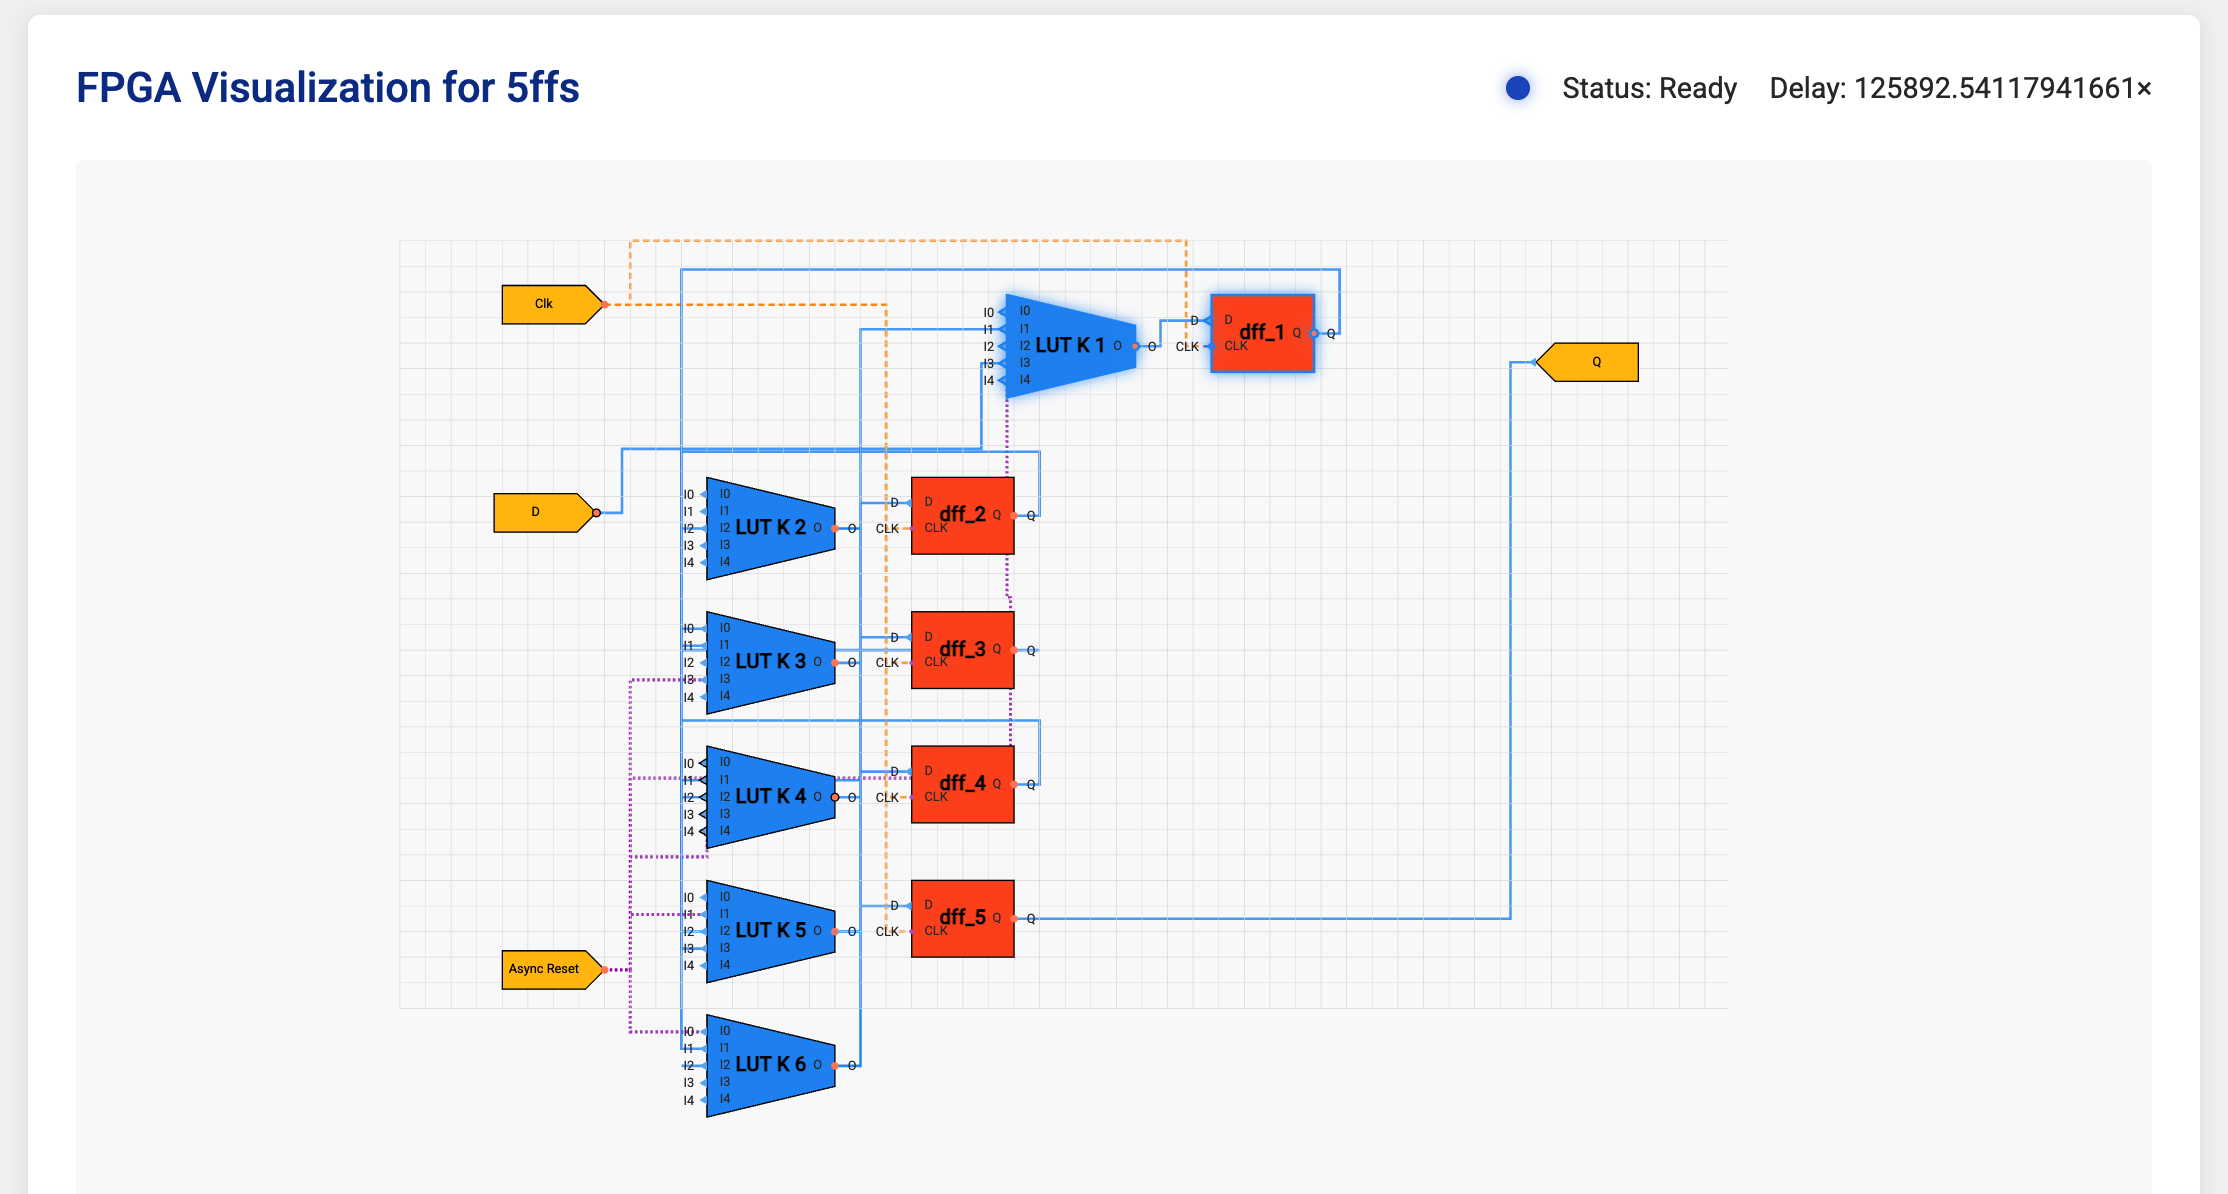 FPGA Visualization for 5ffs
Status: Ready
Delay: 125892.54117941661×
Clk
D
Async Reset
Q
I0 I0
I1 I1
I2 I2
I3 I3
I4 I4
LUT K 1
O O
D D
CLK CLK
dff_1
Q Q
I0 I0
I1 I1
I2 I2
I3 I3
I4 I4
LUT K 2
O O
D D
CLK CLK
dff_2
Q Q
I0 I0
I1 I1
I2 I2
I3 I3
I4 I4
LUT K 3
O O
D D
CLK CLK
dff_3
Q Q
I0 I0
I1 I1
I2 I2
I3 I3
I4 I4
LUT K 4
O O
D D
CLK CLK
dff_4
Q Q
I0 I0
I1 I1
I2 I2
I3 I3
I4 I4
LUT K 5
O O
D D
CLK CLK
dff_5
Q Q
I0 I0
I1 I1
I2 I2
I3 I3
I4 I4
LUT K 6
O O